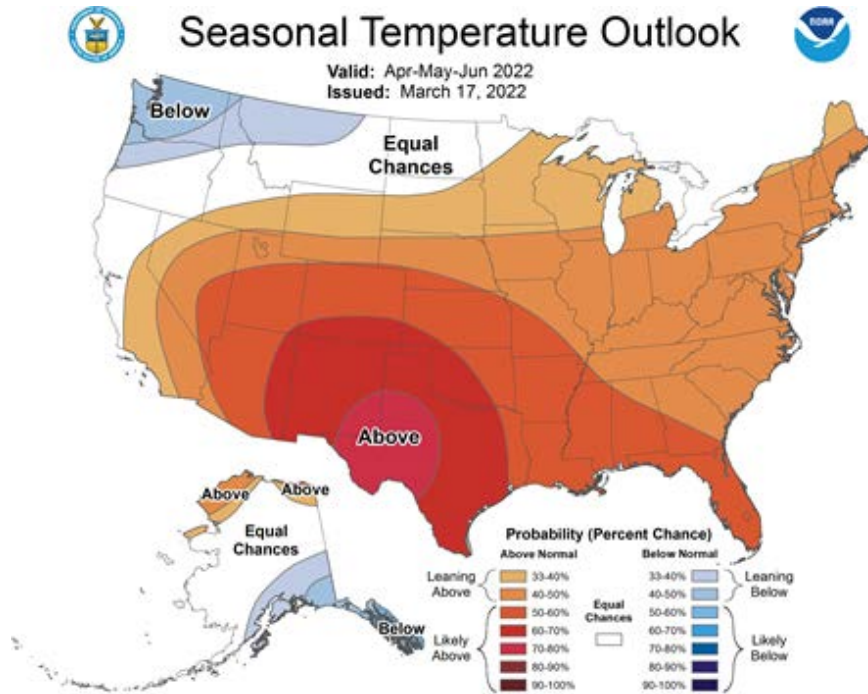 Seasonal Temperature Outlook
Valid: Apr-May-Jun 2022
Issued: March 17, 2022
NOAA
Below
Equal
Chances
Above
Above
Above
Equal
Chances
Below
Probability (Percent Chance)
Above Normal
Below Normal
Leaning
Above
33-40%
40-50%
Likely
Above
50-60%
60-70%
70-80%
80-90%
90-100%
Equal
Chances
33-40%
40-50%
Leaning
Below
50-60%
60-70%
70-80%
80-90%
90-100%
Likely
Below